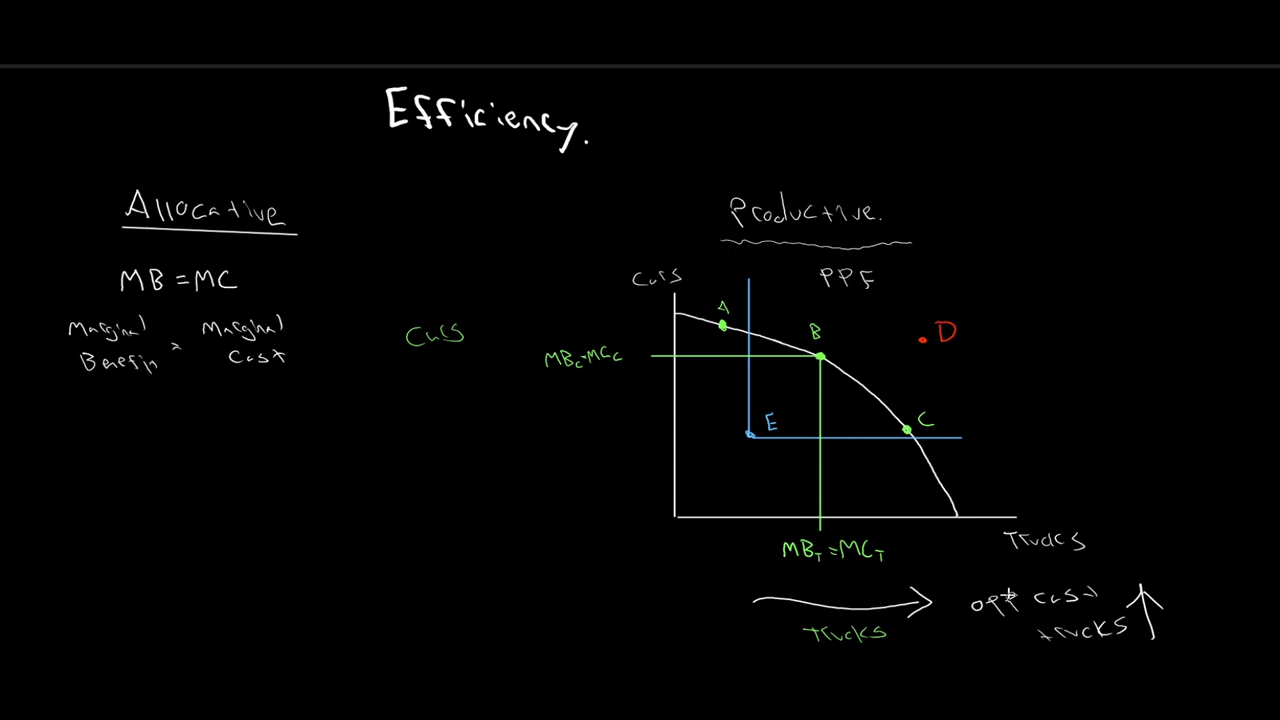 Efficiency.
Allocative
MB = MC
Marginal Benefit = Marginal Cost
Cars
Productive.
PPF
Cars
A
B
D
MBc=MCc
E
C
MBT=MCT
Trucks
Trucks
opp cost
trucks